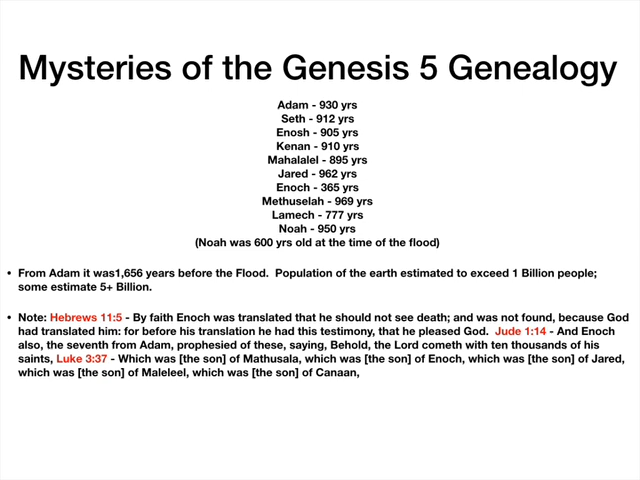 Mysteries of the Genesis 5 Genealogy
Adam - 930 yrs
Seth - 912 yrs
Enosh - 905 yrs
Kenan - 910 yrs
Mahalalel - 895 yrs
Jared - 962 yrs
Enoch - 365 yrs
Methuselah - 969 yrs
Lamech - 777 yrs
Noah - 950 yrs
(Noah was 600 yrs old at the time of the flood)
• From Adam it was1,656 years before the Flood.  Population of the earth estimated to exceed 1 Billion people;
some estimate 5+ Billion.
• Note: Hebrews 11:5 - By faith Enoch was translated that he should not see death; and was not found, because God
had translated him: for before his translation he had this testimony, that he pleased God.  Jude 1:14 - And Enoch
also, the seventh from Adam, prophesied of these, saying, Behold, the Lord cometh with ten thousands of his
saints, Luke 3:37 - Which was [the son] of Mathusala, which was [the son] of Enoch, which was [the son] of Jared,
which was [the son] of Maleleel, which was [the son] of Canaan,